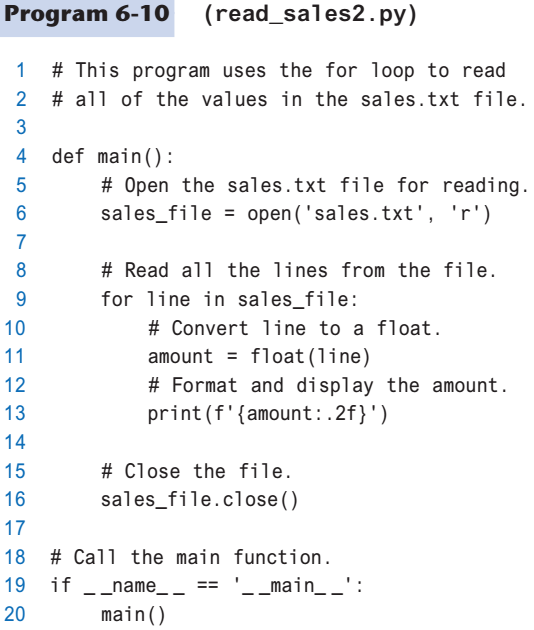 Program 6-10 (read_sales2.py)
1 # This program uses the for loop to read
2 # all of the values in the sales.txt file.
3
4 def main():
5     # Open the sales.txt file for reading.
6     sales_file = open('sales.txt', 'r')
7
8     # Read all the lines from the file.
9     for line in sales_file:
10         # Convert line to a float.
11         amount = float(line)
12         # Format and display the amount.
13         print(f'{amount:.2f}')
14
15     # Close the file.
16     sales_file.close()
17
18 # Call the main function.
19 if _ _name_ _ == '_ _main_ _':
20     main()